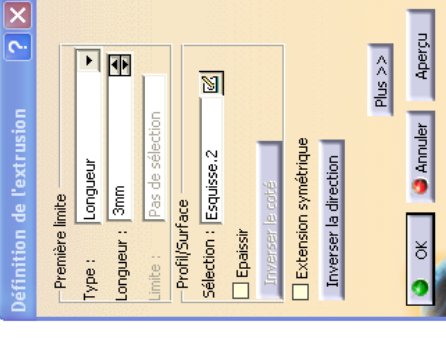 Définition de l'extrusion
Première limite
Type : Longueur
Longueur : 3mm
Limite : Pas de sélection
Profil/Surface
Sélection : Esquisse.2
Epaissir
Inverser le coté
Extension symétrique
Inverser la direction
Plus >>
OK Annuler Aperçu